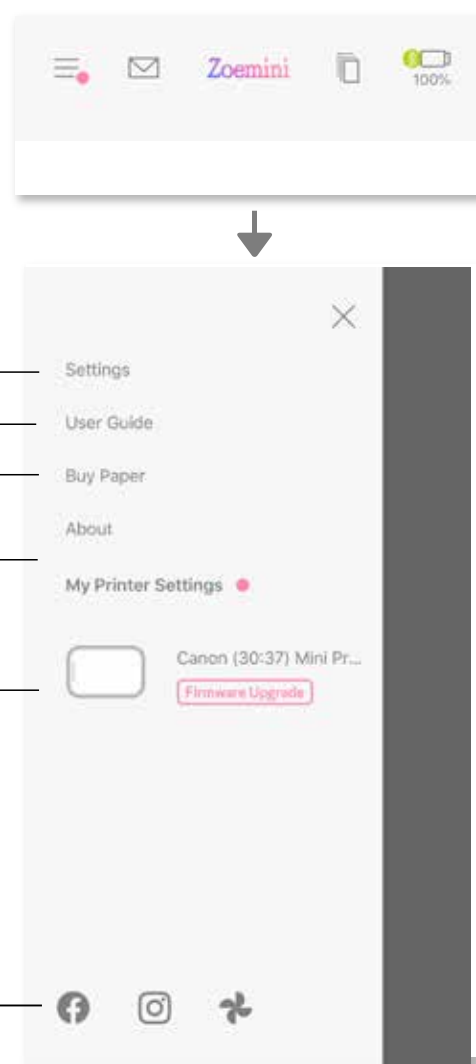 Zoemini
100%
Settings
User Guide
Buy Paper
About
My Printer Settings
Canon (30:37) Mini Pr...
Firmware Upgrade